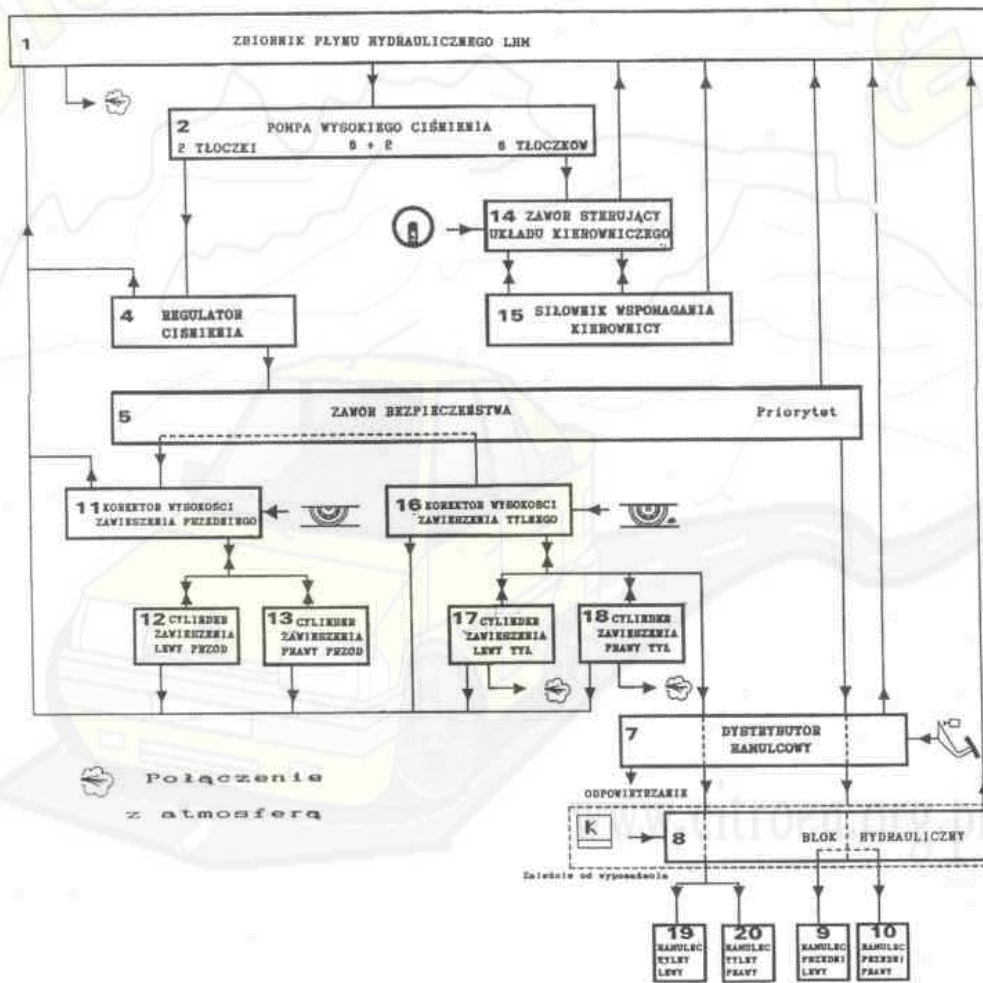 1 ZBIORNIK PŁYNU HYDRAULICZNEGO LHM
2 POMPA WYSOKIEGO CIŚNIENIA
2 TŁOCZKI 6 + 2 6 TŁOCZKÓW
14 ZAWÓR STERUJĄCY
UKŁADU KIEROWNICZEGO
4 REGULATOR
CIŚNIENIA
15 SIŁOWNIK WSPOMAGANIA
KIEROWNICY
5 ZAWÓR BEZPIECZEŃSTWA Priorytet
11 KOREKTOR WYSOKOŚCI
ZAWIESZENIA PRZEDNIEGO
16 KOREKTOR WYSOKOŚCI
ZAWIESZENIA TYLNEGO
12 CYLINDER
ZAWIESZENIA
LEWY PRZÓD
13 CYLINDER
ZAWIESZENIA
PRAWY PRZÓD
17 CYLINDER
ZAWIESZENIA
LEWY TYŁ
18 CYLINDER
ZAWIESZENIA
PRAWY TYŁ
7 DYSTRYBUTOR
HAMULCOWY
Połączenie
z atmosferą
ODPOWIETRZANIE
K
8 BLOK HYDRAULICZNY
Zależnie od wyposażenia
19 HAMULEC
TYLNY
LEWY
20 HAMULEC
TYLNY
PRAWY
9 HAMULEC
PRZEDNI
LEWY
10 HAMULEC
PRZEDNI
PRAWY